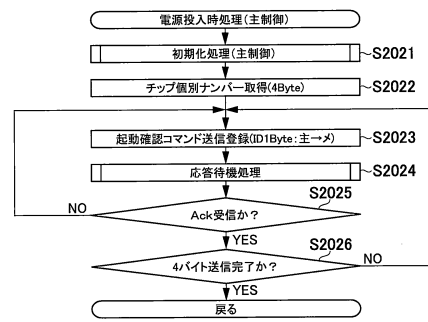 電源投入時処理(主制御)
初期化処理(主制御)
S2021
チップ個別ナンバー取得(4Byte)
S2022
起動確認コマンド送信登録(ID1Byte:主→メ)
S2023
応答待機処理
S2024
S2025
Ack受信か?
NO
YES
S2026
4バイト送信完了か?
NO
YES
戻る